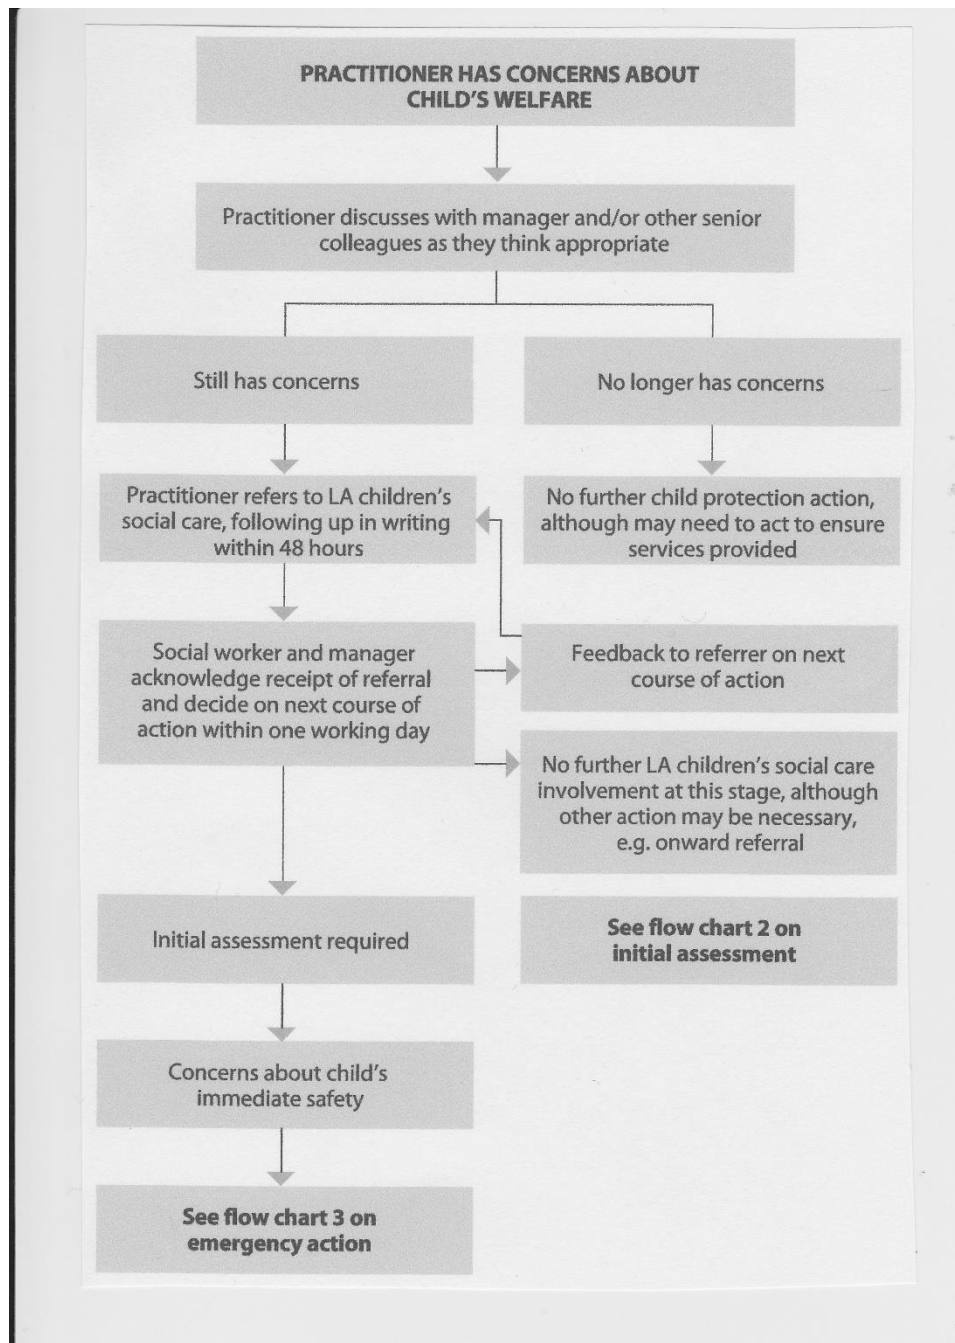 PRACTITIONER HAS CONCERNS ABOUT
CHILD'S WELFARE
Practitioner discusses with manager and/or other senior
colleagues as they think appropriate
Still has concerns
No longer has concerns
Practitioner refers to LA children's
social care, following up in writing
within 48 hours
No further child protection action,
although may need to act to ensure
services provided
Social worker and manager
acknowledge receipt of referral
and decide on next course of
action within one working day
Feedback to referrer on next
course of action
No further LA children's social care
involvement at this stage, although
other action may be necessary,
e.g. onward referral
Initial assessment required
See flow chart 2 on
initial assessment
Concerns about child's
immediate safety
See flow chart 3 on
emergency action